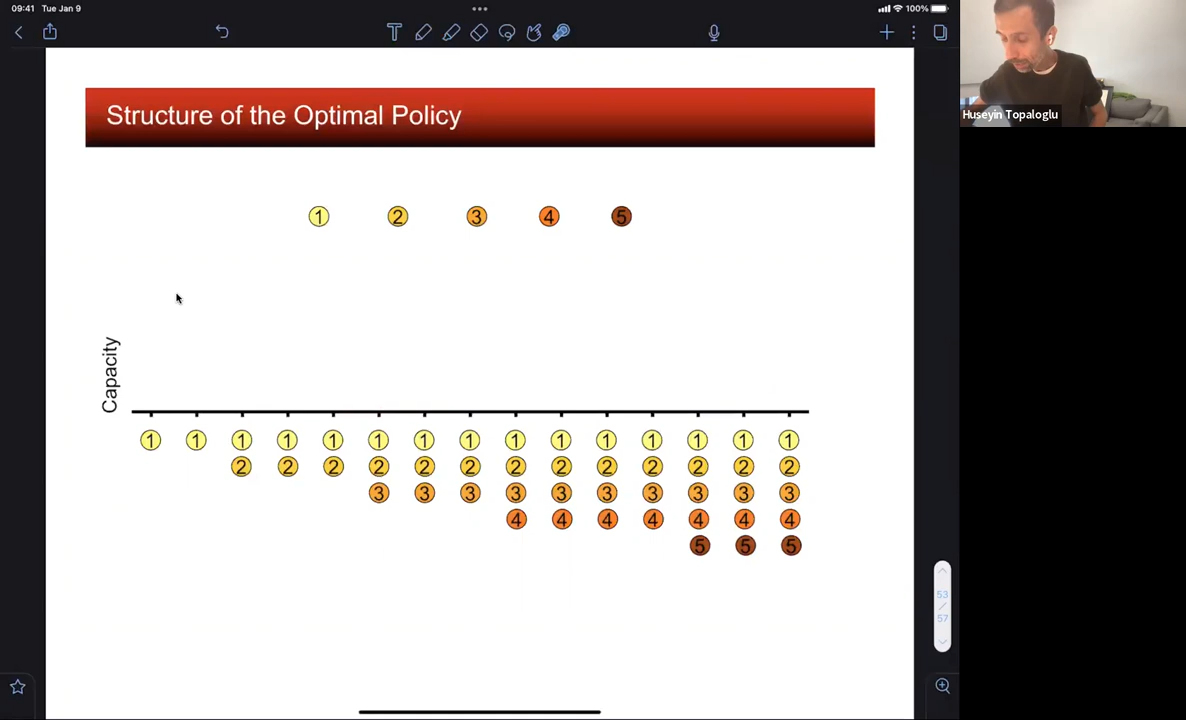 09:41 Tue Jan 9
100%
Structure of the Optimal Policy
Huseyin Topaloglu
1 2 3 4 5
Capacity
1 1 1 1 1 1 1 1 1 1 1 1 1 1 1
2 2 2 2 2 2 2 2 2 2 2 2 2
3 3 3 3 3 3 3 3 3 3
4 4 4 4 4 4 4
5 5 5
53
/
57